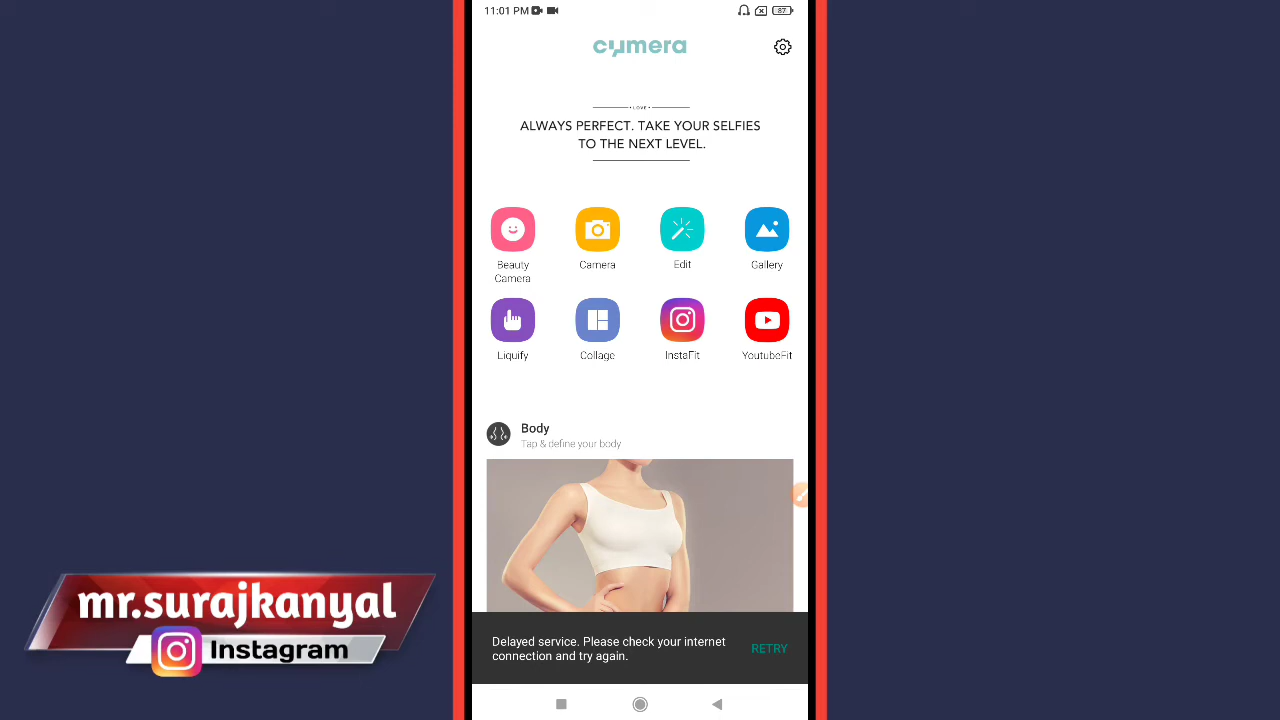 11:01 PM
87
cymera
LOVE
ALWAYS PERFECT. TAKE YOUR SELFIES
TO THE NEXT LEVEL.
Beauty
Camera
Camera
Edit
Gallery
Liquify
Collage
InstaFit
YoutubeFit
Body
Tap & define your body
Delayed service. Please check your internet
connection and try again.
RETRY
mr.surajkanyal
Instagram